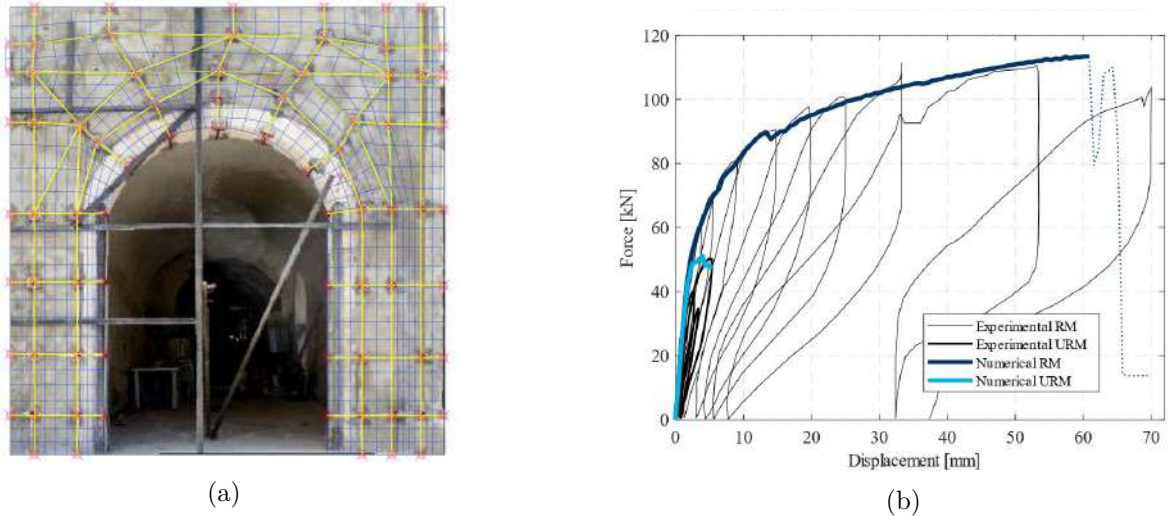 120
100
80
60
40
20
0
Force [kN]
Experimental RM
Experimental URM
Numerical RM
Numerical URM
0 10 20 30 40 50 60 70
Displacement [mm]
(a)
(b)